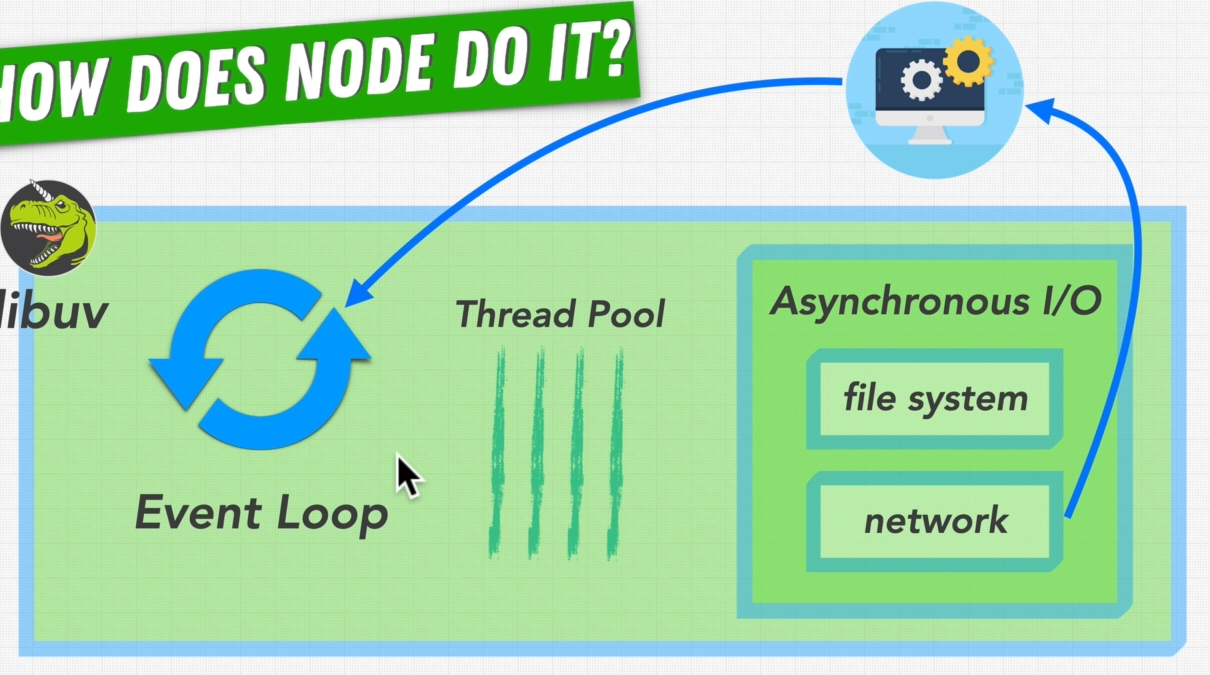 HOW DOES NODE DO IT?
libuv
Thread Pool
Asynchronous I/O
file system
network
Event Loop